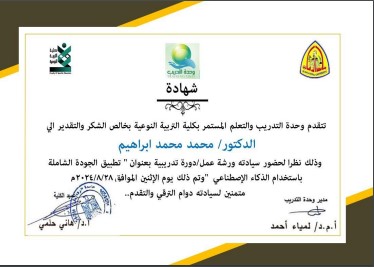 وحدة التدريب
شهادة
تتقدم وحدة التدريب والتعلم المستمر بكلية التربية النوعية بخالص الشكر والتقدير الي
الدكتور/ محمد محمد ابراهيم
وذلك نظرا لحضور سيادته ورشة عمل/دورة تدريبية بعنوان " تطبيق الجودة الشاملة
باستخدام الذكاء الإصطناعي "وتم ذلك يوم الإثنين الموافق ٢٠٢٤/٨/٢٨م
متمنين لسيادته دوام الترقي والتقدم..
مدير وحدة التدريب
الكلية
أ.م.د/ لمياء أحمد
أ.د/ هاني حلمي